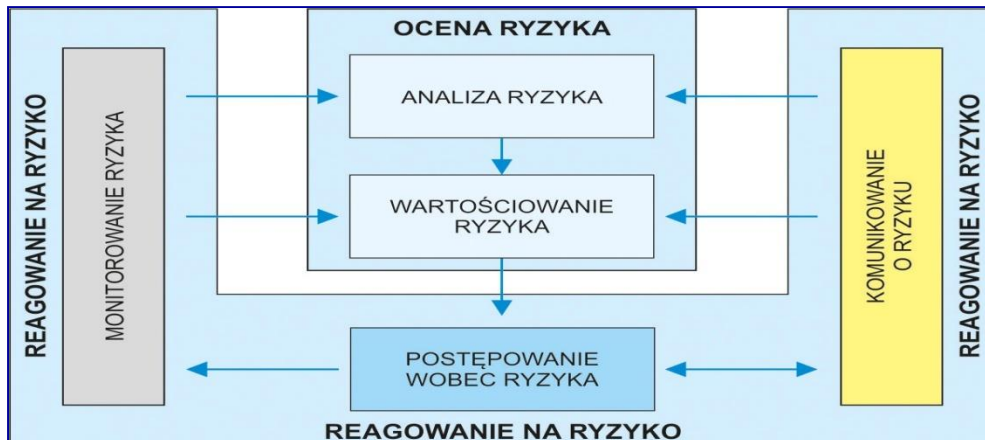 OCENA RYZYKA
ANALIZA RYZYKA
WARTOŚCIOWANIE
RYZYKA
REAGOWANIE NA RYZYKO
MONITOROWANIE RYZYKA
KOMUNIKOWANIE
O RYZYKU
REAGOWANIE NA RYZYKO
POSTĘPOWANIE
WOBEC RYZYKA
REAGOWANIE NA RYZYKO